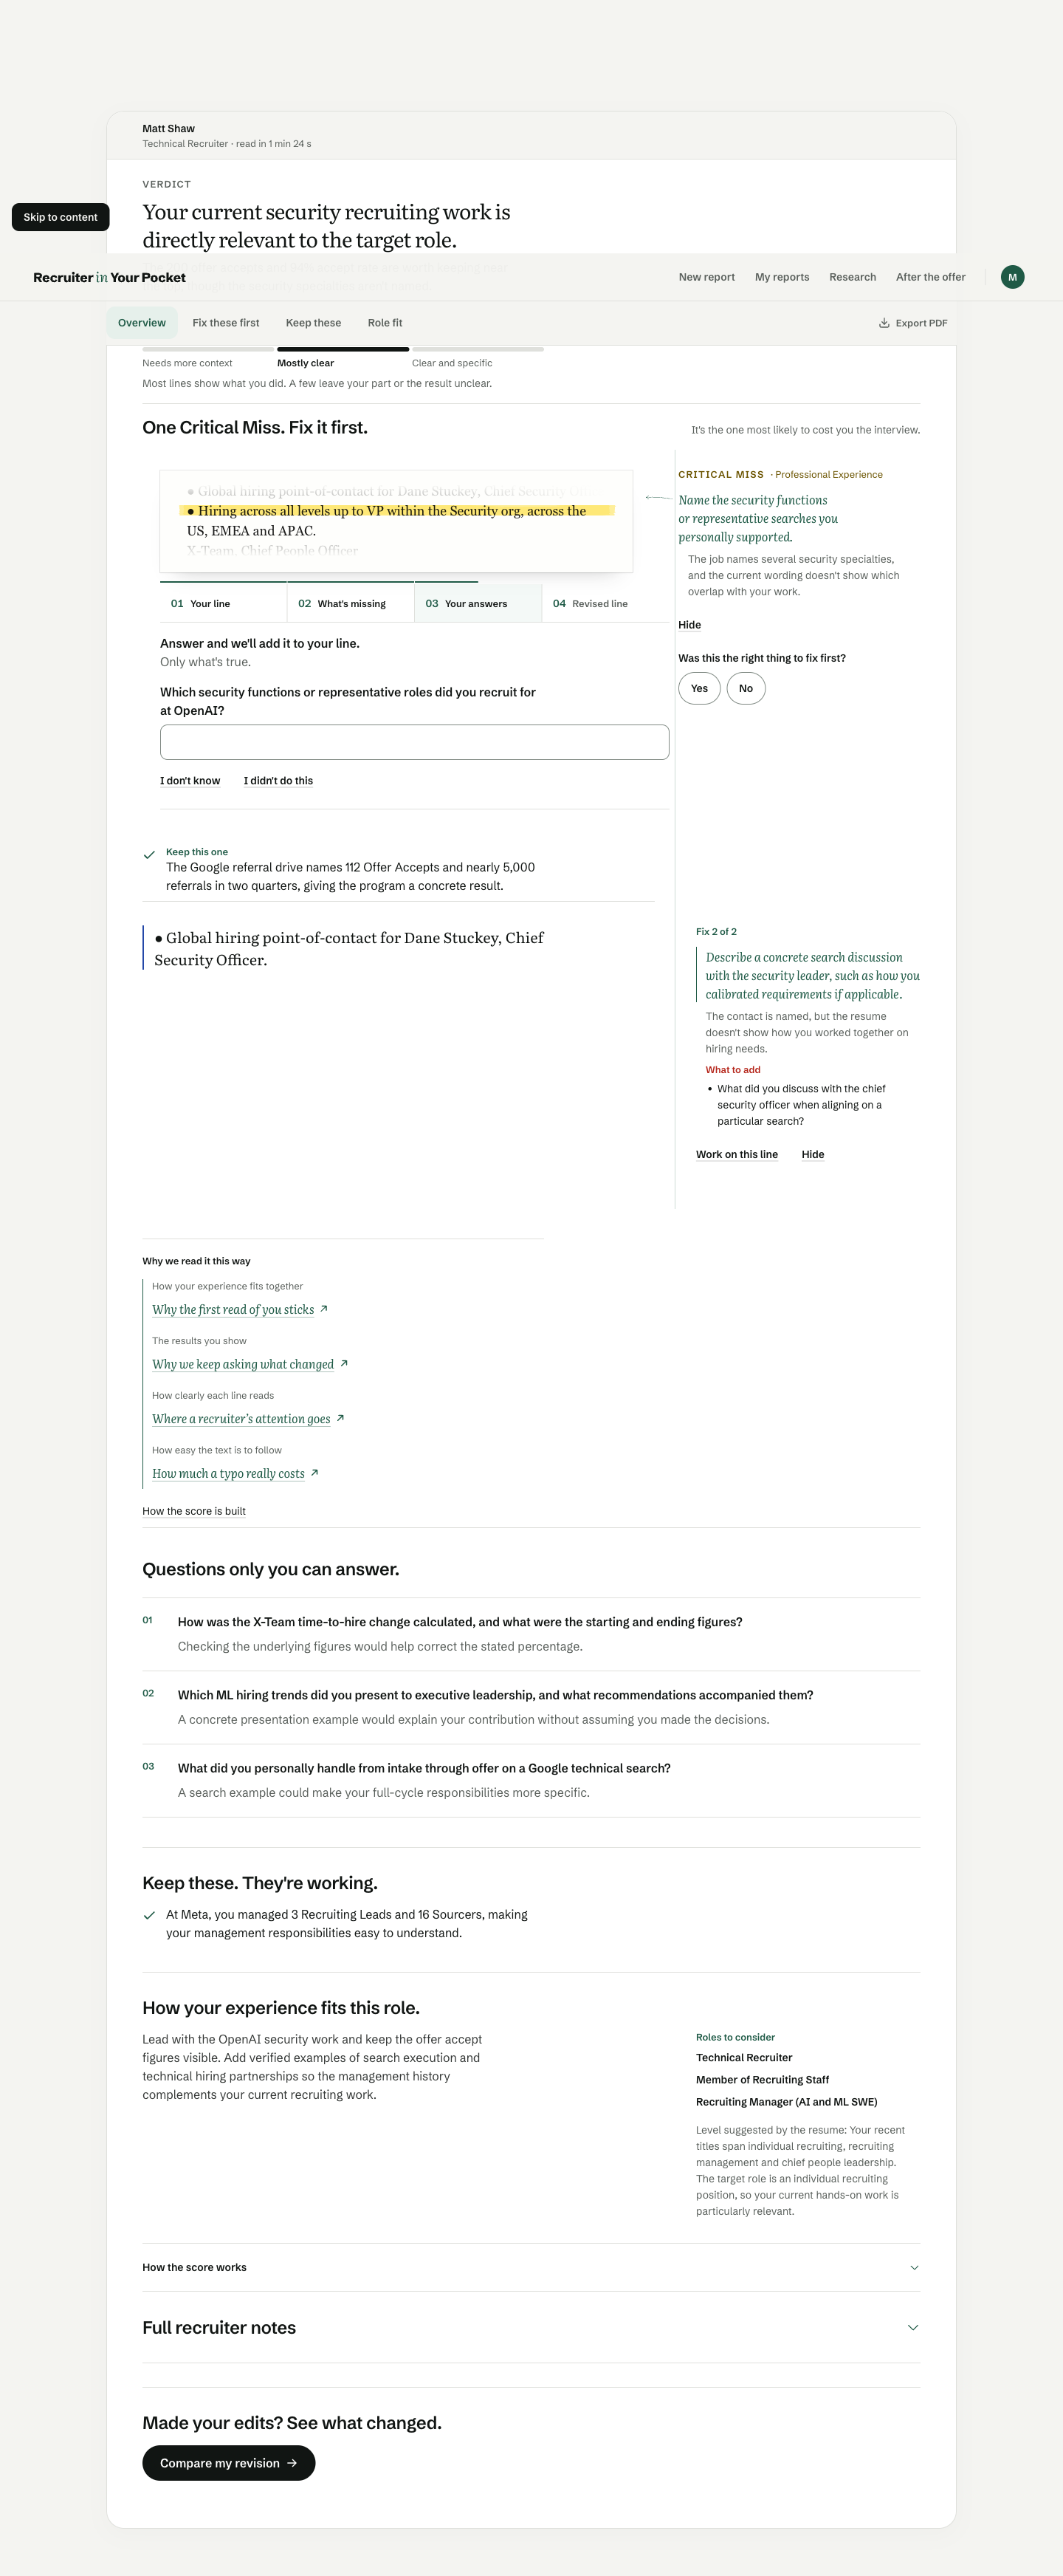 Matt Shaw
Technical Recruiter · read in 1 min 24 s
VERDICT
Your current security recruiting work is
directly relevant to the target role.
Skip to content
Recruiter in Your Pocket
New report
My reports
Research
After the offer
M
Overview
Fix these first
Keep these
Role fit
Export PDF
Needs more context
Mostly clear
Clear and specific
Most lines show what you did. A few leave your part or the result unclear.
One Critical Miss. Fix it first.
It's the one most likely to cost you the interview.
● Global hiring point-of-contact for Dane Stuckey, Chief Security
● Hiring across all levels up to VP within the Security org, across the
US, EMEA and APAC.
X-Team, Chief People Officer
01 Your line
02 What's missing
03 Your answers
04 Revised line
Answer and we'll add it to your line.
Only what's true.
Which security functions or representative roles did you recruit for
at OpenAI?
I don't know
I didn't do this
CRITICAL MISS · Professional Experience
Name the security functions
or representative searches you
personally supported.
The job names several security specialties,
and the current wording doesn't show which
overlap with your work.
Hide
Was this the right thing to fix first?
Yes
No
Keep this one
The Google referral drive names 112 Offer Accepts and nearly 5,000
referrals in two quarters, giving the program a concrete result.
● Global hiring point-of-contact for Dane Stuckey, Chief
Security Officer.
Fix 2 of 2
Describe a concrete search discussion
with the security leader, such as how you
calibrated requirements if applicable.
The contact is named, but the resume
doesn't show how you worked together on
hiring needs.
What to add
• What did you discuss with the chief
security officer when aligning on a
particular search?
Work on this line
Hide
Why we read it this way
How your experience fits together
Why the first read of you sticks ↗
The results you show
Why we keep asking what changed ↗
How clearly each line reads
Where a recruiter's attention goes ↗
How easy the text is to follow
How much a typo really costs ↗
How the score is built
Questions only you can answer.
01
How was the X-Team time-to-hire change calculated, and what were the starting and ending figures?
Checking the underlying figures would help correct the stated percentage.
02
Which ML hiring trends did you present to executive leadership, and what recommendations accompanied them?
A concrete presentation example would explain your contribution without assuming you made the decisions.
03
What did you personally handle from intake through offer on a Google technical search?
A search example could make your full-cycle responsibilities more specific.
Keep these. They're working.
At Meta, you managed 3 Recruiting Leads and 16 Sourcers, making
your management responsibilities easy to understand.
How your experience fits this role.
Lead with the OpenAI security work and keep the offer accept
figures visible. Add verified examples of search execution and
technical hiring partnerships so the management history
complements your current recruiting work.
Roles to consider
Technical Recruiter
Member of Recruiting Staff
Recruiting Manager (AI and ML SWE)
Level suggested by the resume: Your recent
titles span individual recruiting, recruiting
management and chief people leadership.
The target role is an individual recruiting
position, so your current hands-on work is
particularly relevant.
How the score works
Full recruiter notes
Made your edits? See what changed.
Compare my revision →